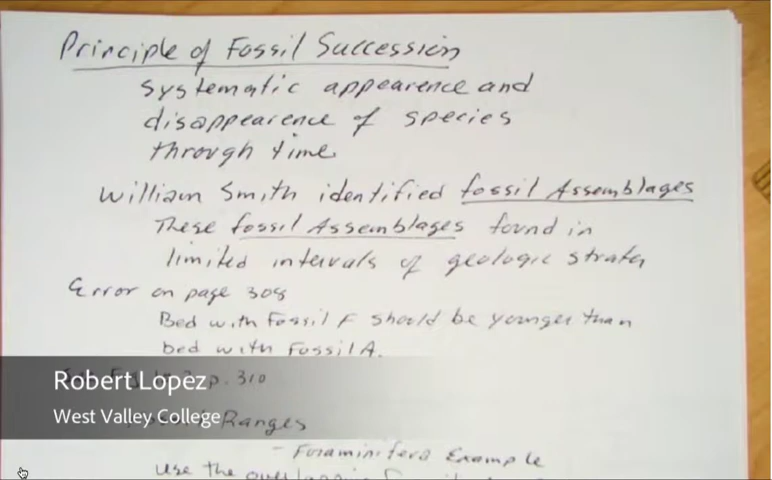 Principle of Fossil Succession
systematic appearence and
disappearence of species
through time.
William Smith identified fossil Assemblages
These fossil Assemblages found in
limited intervals of geologic strata
Error on page 308
Bed with Fossil F should be younger than
bed with Fossil A.
p. 310
Robert Lopez
West Valley College
Ranges
- Foraminifera Example
use the overlapping